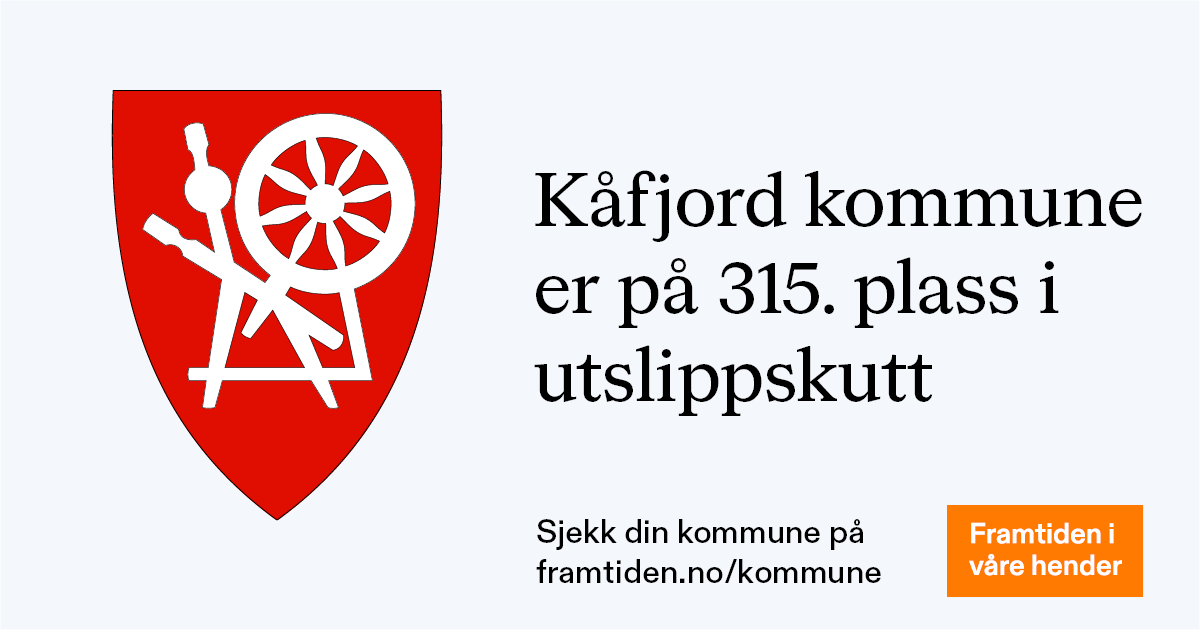 Kåfjord kommune
er på 315. plass i
utslippskutt
Sjekk din kommune på
framtiden.no/kommune
Framtiden i
våre hender